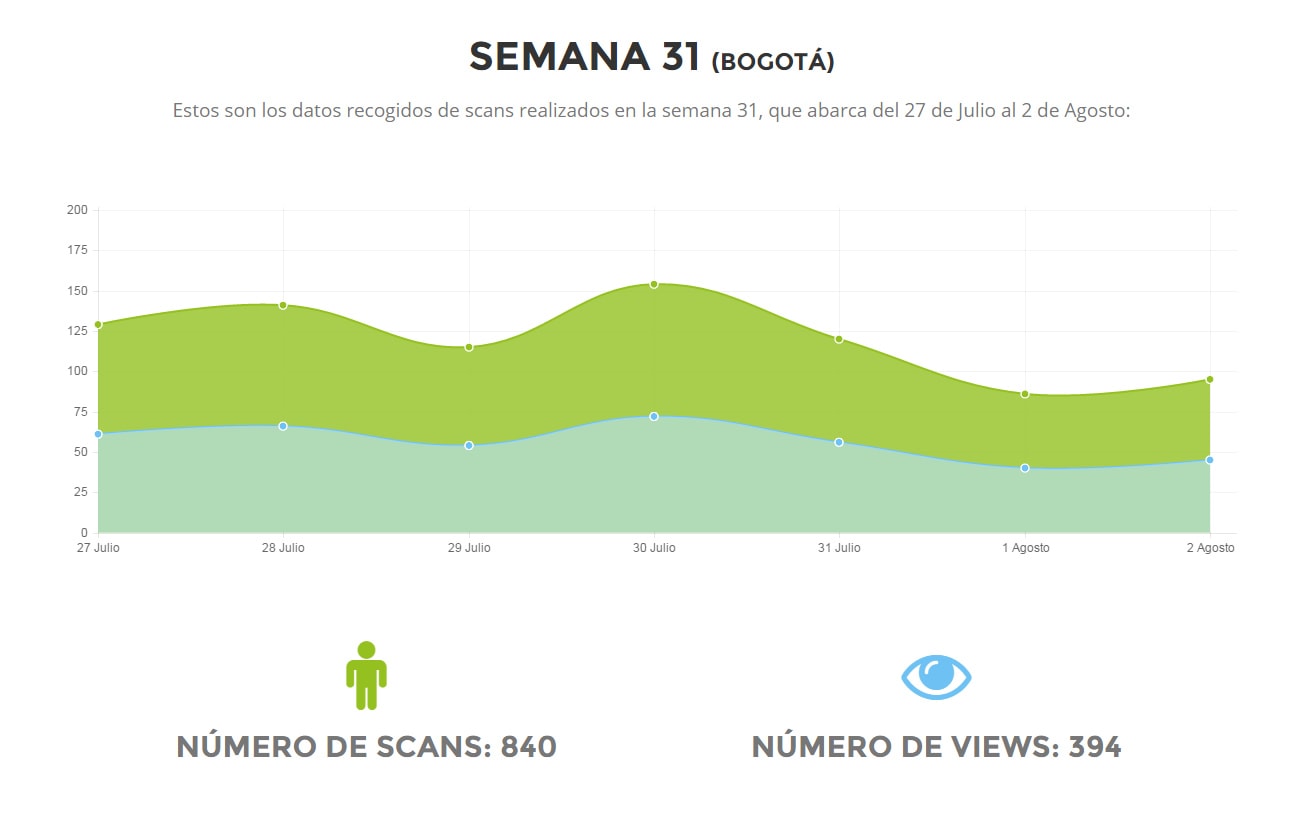 SEMANA 31 (BOGOTÁ)
Estos son los datos recogidos de scans realizados en la semana 31, que abarca del 27 de Julio al 2 de Agosto:
200
175
150
125
100
75
50
25
0
27 Julio 28 Julio 29 Julio 30 Julio 31 Julio 1 Agosto 2 Agosto
NÚMERO DE SCANS: 840
NÚMERO DE VIEWS: 394